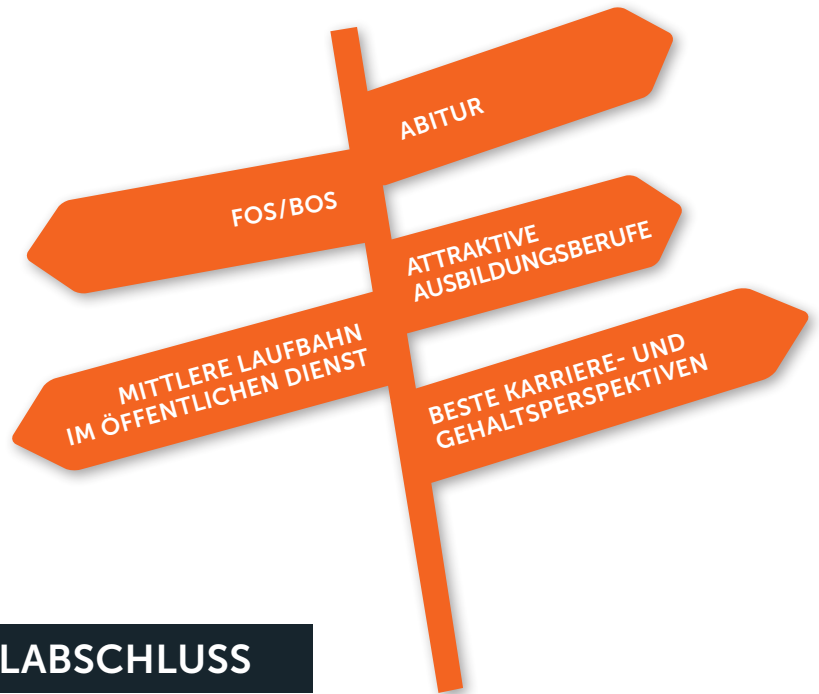 ABITUR
FOS/BOS
ATTRAKTIVE
AUSBILDUNGSBERUFE
MITTLERE LAUFBAHN
IM ÖFFENTLICHEN DIENST
BESTE KARRIERE- UND
GEHALTSPERSPEKTIVEN
LABSCHLUSS